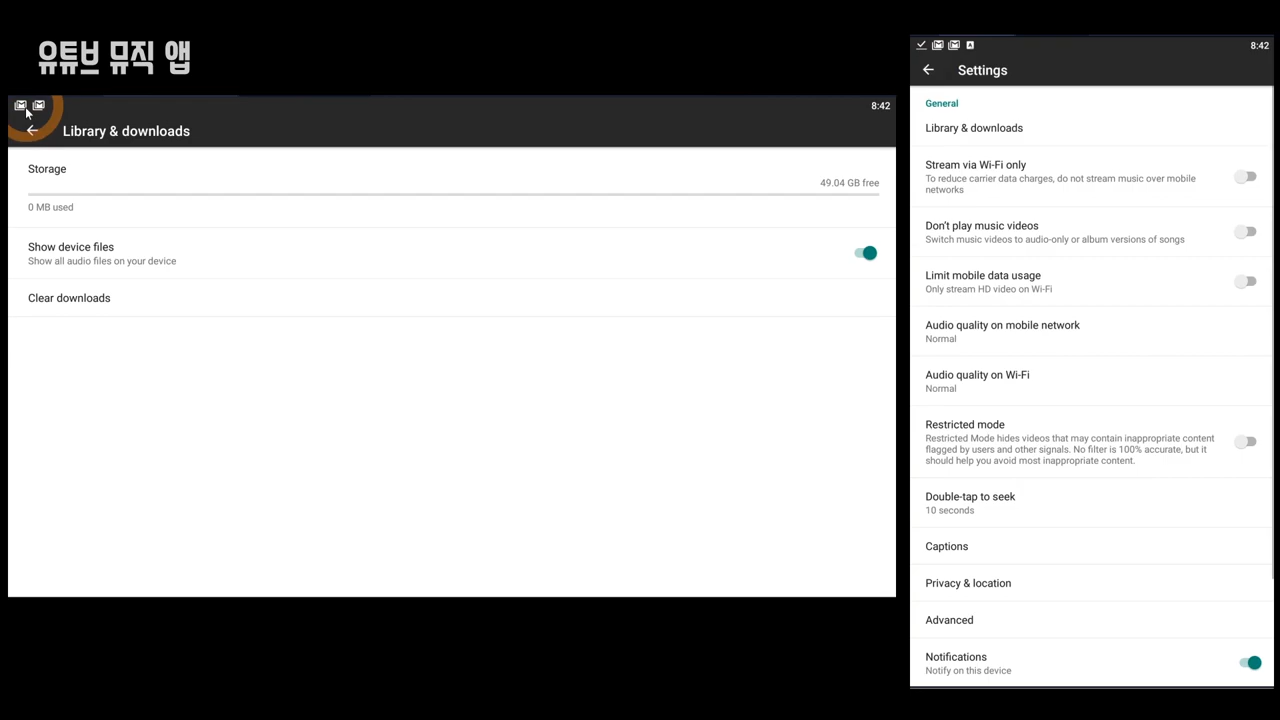 유튜브 뮤직 앱
8:42
Library & downloads
Storage
49.04 GB free
0 MB used
Show device files
Show all audio files on your device
Clear downloads
8:42
Settings
General
Library & downloads
Stream via Wi-Fi only
To reduce carrier data charges, do not stream music over mobile
networks
Don't play music videos
Switch music videos to audio-only or album versions of songs
Limit mobile data usage
Only stream HD video on Wi-Fi
Audio quality on mobile network
Normal
Audio quality on Wi-Fi
Normal
Restricted mode
Restricted Mode hides videos that may contain inappropriate content
flagged by users and other signals. No filter is 100% accurate, but it
should help you avoid most inappropriate content.
Double-tap to seek
10 seconds
Captions
Privacy & location
Advanced
Notifications
Notify on this device